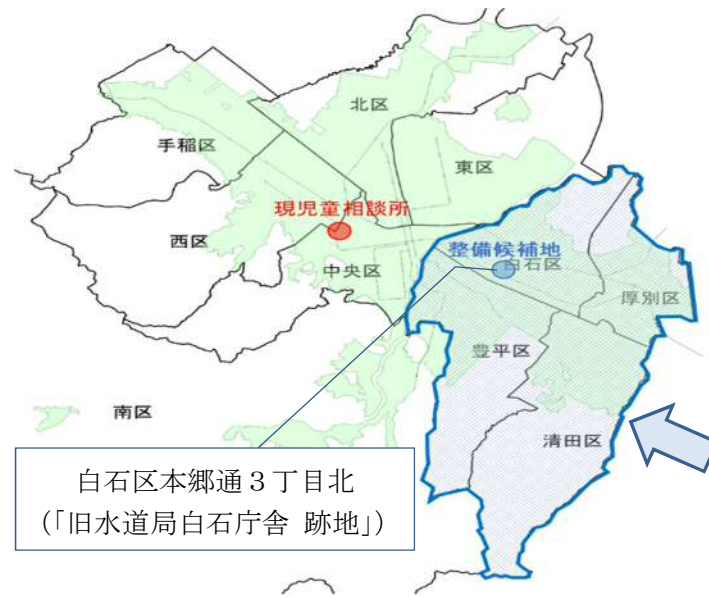 北区
手稲区
東区
現児童相談所
西区
整備候補地
白石区
中央区
厚別区
豊平区
南区
清田区
白石区本郷通３丁目北
（「旧水道局白石庁舎 跡地」）